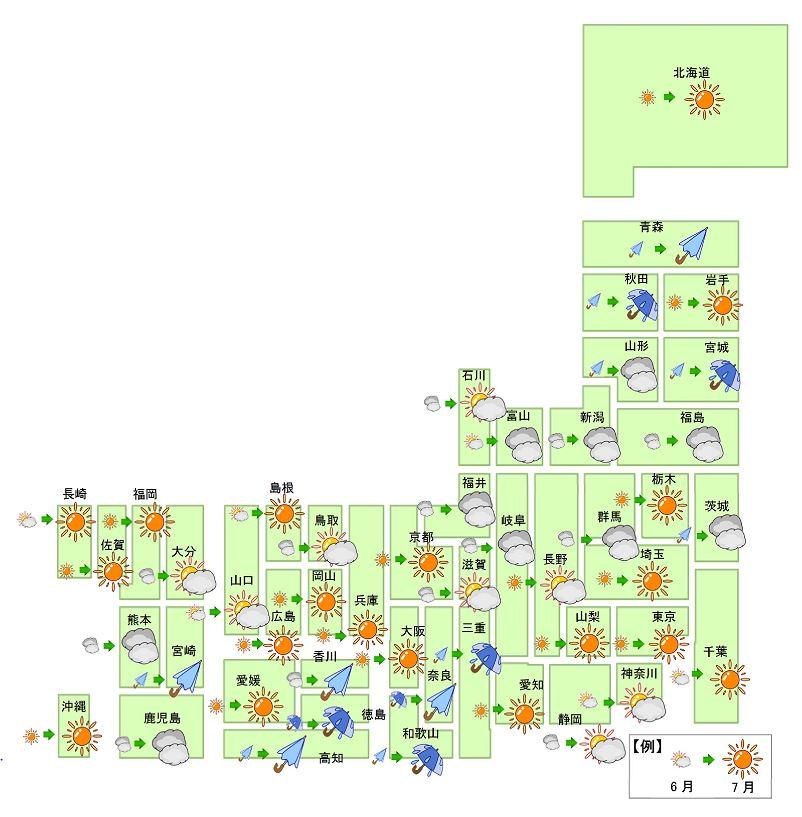 北海道
青森
秋田
岩手
山形
宮城
石川
富山
新潟
福島
福井
岐阜
栃木
群馬
茨城
長崎
福岡
島根
鳥取
京都
滋賀
長野
埼玉
佐賀
大分
山口
岡山
兵庫
広島
大阪
三重
山梨
東京
熊本
宮崎
香川
奈良
千葉
愛媛
愛知
神奈川
沖縄
鹿児島
徳島
静岡
和歌山
高知
【例】
6月
7月